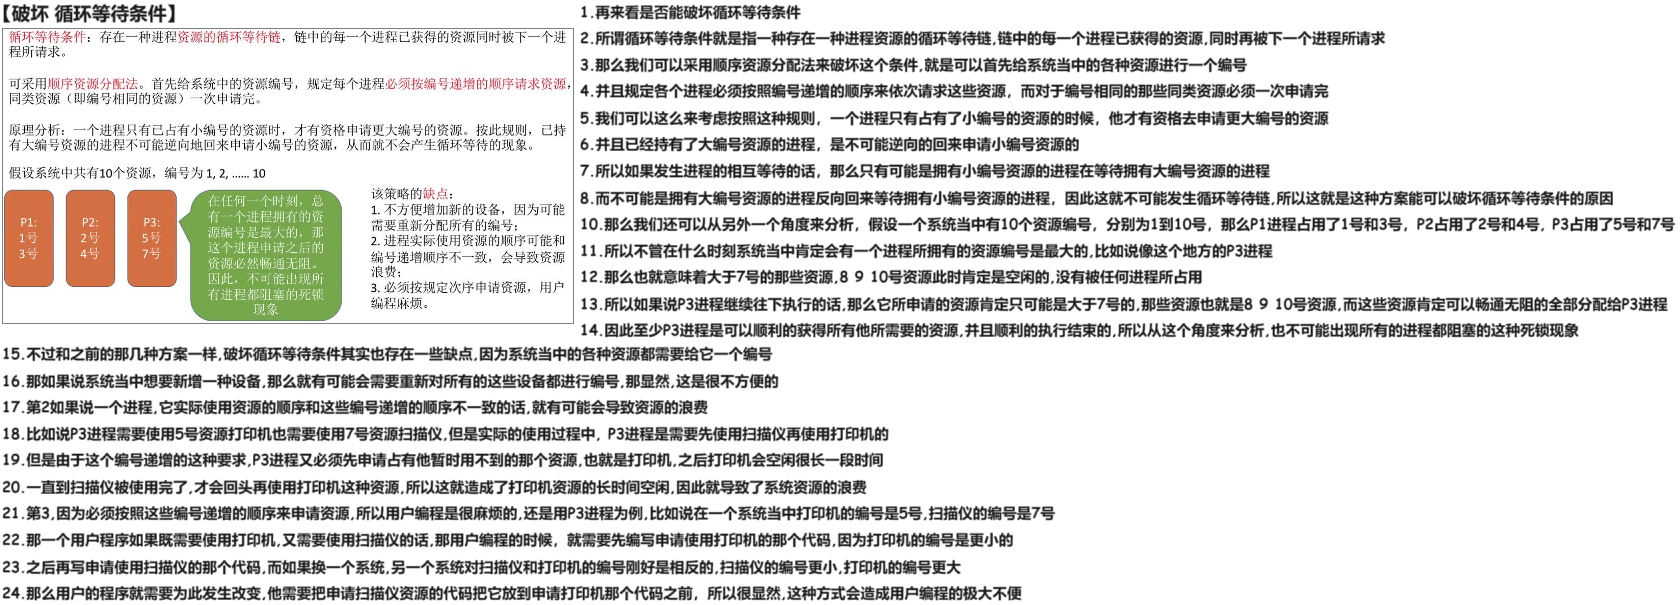 【破坏 循环等待条件】
循环等待条件：存在一种进程资源的循环等待链，链中的每一个进程已获得的资源同时被下一个进
程所请求。
可采用顺序资源分配法。首先给系统中的资源编号，规定每个进程必须按编号递增的顺序请求资源，
同类资源（即编号相同的资源）一次申请完。
原理分析：一个进程只有已占有小编号的资源时，才有资格申请更大编号的资源。按此规则，已持
有大编号资源的进程不可能逆向地回来申请小编号的资源，从而就不会产生循环等待的现象。
假设系统中共有10个资源，编号为 1, 2, ...... 10
P1:
1号
3号
P2:
2号
4号
P3:
5号
7号
在任何一个时刻，总
有一个进程拥有的资
源编号是最大的，那
这个进程申请之后的
资源必然畅通无阻。
因此，不可能出现所
有进程都阻塞的死锁
现象
该策略的缺点：
1. 不方便增加新的设备，因为可能
需要重新分配所有的编号；
2. 进程实际使用资源的顺序可能和
编号递增顺序不一致，会导致资源
浪费；
3. 必须按规定次序申请资源，用户
编程麻烦。
1.再来看是否能破坏循环等待条件
2.所谓循环等待条件就是指一种存在一种进程资源的循环等待链,链中的每一个进程已获得的资源,同时再被下一个进程所请求
3.那么我们可以采用顺序资源分配法来破坏这个条件,就是可以首先给系统当中的各种资源进行一个编号
4.并且规定各个进程必须按照编号递增的顺序来依次请求这些资源，而对于编号相同的那些同类资源必须一次申请完
5.我们可以这么来考虑按照这种规则，一个进程只有占有了小编号的资源的时候，他才有资格去申请更大编号的资源
6.并且已经持有了大编号资源的进程，是不可能逆向的回来申请小编号资源的
7.所以如果发生进程的相互等待的话，那么只有可能是拥有小编号资源的进程在等待拥有大编号资源的进程
8.而不可能是拥有大编号资源的进程反向回来等待拥有小编号资源的进程，因此这就不可能发生循环等待链,所以这就是这种方案能可以破坏循环等待条件的原因
10.那么我们还可以从另外一个角度来分析，假设一个系统当中有10个资源编号，分别为1到10号，那么P1进程占用了1号和3号，P2占用了2号和4号，P3占用了5号和7号
11.所以不管在什么时刻系统当中肯定会有一个进程所拥有的资源编号是最大的,比如说像这个地方的P3进程
12.那么也就意味着大于7号的那些资源,8 9 10号资源此时肯定是空闲的,没有被任何进程所占用
13.所以如果说P3进程继续往下执行的话，那么它所申请的资源肯定只可能是大于7号的,那些资源也就是8 9 10号资源,而这些资源肯定可以畅通无阻的全部分配给P3进程
14.因此至少P3进程是可以顺利的获得所有他所需要的资源,并且顺利的执行结束的,所以从这个角度来分析,也不可能出现所有的进程都阻塞的这种死锁现象
15.不过和之前的那几种方案一样,破坏循环等待条件其实也存在一些缺点,因为系统当中的各种资源都需要给它一个编号
16.那如果说系统当中想要新增一种设备,那么就有可能会需要重新对所有的这些设备都进行编号,那显然,这是很不方便的
17.第2如果说一个进程,它实际使用资源的顺序和这些编号递增的顺序不一致的话,就有可能会导致资源的浪费
18.比如说P3进程需要使用5号资源打印机也需要使用7号资源扫描仪,但是实际的使用过程中，P3进程是需要先使用扫描仪再使用打印机的
19.但是由于这个编号递增的这种要求,P3进程又必须先申请占有他暂时用不到的那个资源,也就是打印机,之后打印机会空闲很长一段时间
20.一直到扫描仪被使用完了,才会回头再使用打印机这种资源,所以这就造成了打印机资源的长时间空闲,因此就导致了系统资源的浪费
21.第3,因为必须按照这些编号递增的顺序来申请资源,所以用户编程是很麻烦的,还是用P3进程为例,比如说在一个系统当中打印机的编号是5号,扫描仪的编号是7号
22.那一个用户程序如果既需要使用打印机,又需要使用扫描仪的话,那用户编程的时候，就需要先编写申请使用打印机的那个代码,因为打印机的编号是更小的
23.之后再写申请使用扫描仪的那个代码,而如果换一个系统,另一个系统对扫描仪和打印机的编号刚好是相反的,扫描仪的编号更小,打印机的编号更大
24.那么用户的程序就需要为此发生改变,他需要把申请扫描仪资源的代码把它放到申请打印机那个代码之前，所以很显然,这种方式会造成用户编程的极大不便